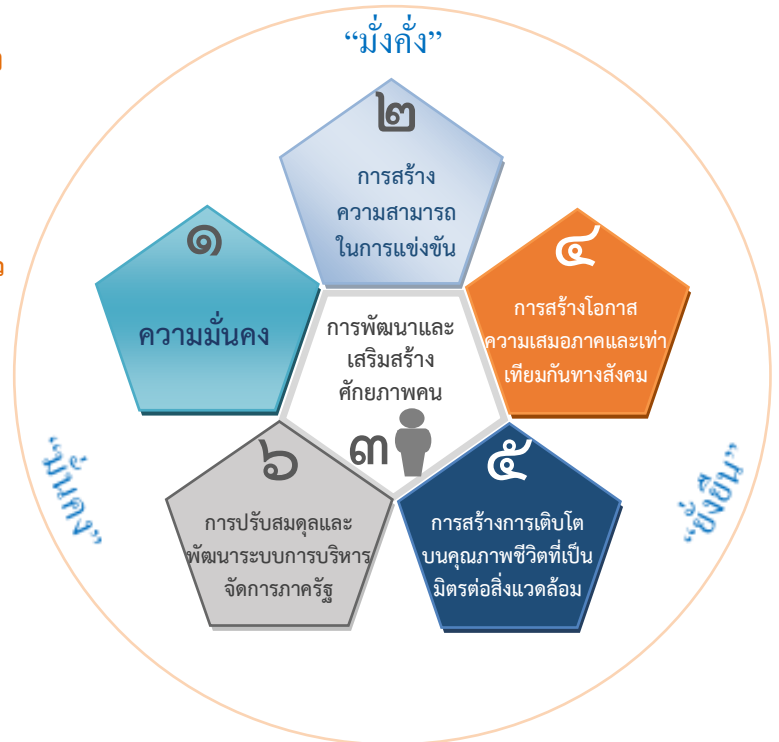 “มั่งคั่ง”
๒
การสร้าง
ความสามารถ
ในการแข่งขัน
๑
ความมั่นคง
๔
การสร้างโอกาส
ความเสมอภาคและเท่า
เทียมกันทางสังคม
การพัฒนาและ
เสริมสร้าง
ศักยภาพคน
๓
๖
การปรับสมดุลและ
พัฒนาระบบการบริหาร
จัดการภาครัฐ
๕
การสร้างการเติบโต
บนคุณภาพชีวิตที่เป็น
มิตรต่อสิ่งแวดล้อม
“มั่นคง”
“ยั่งยืน”